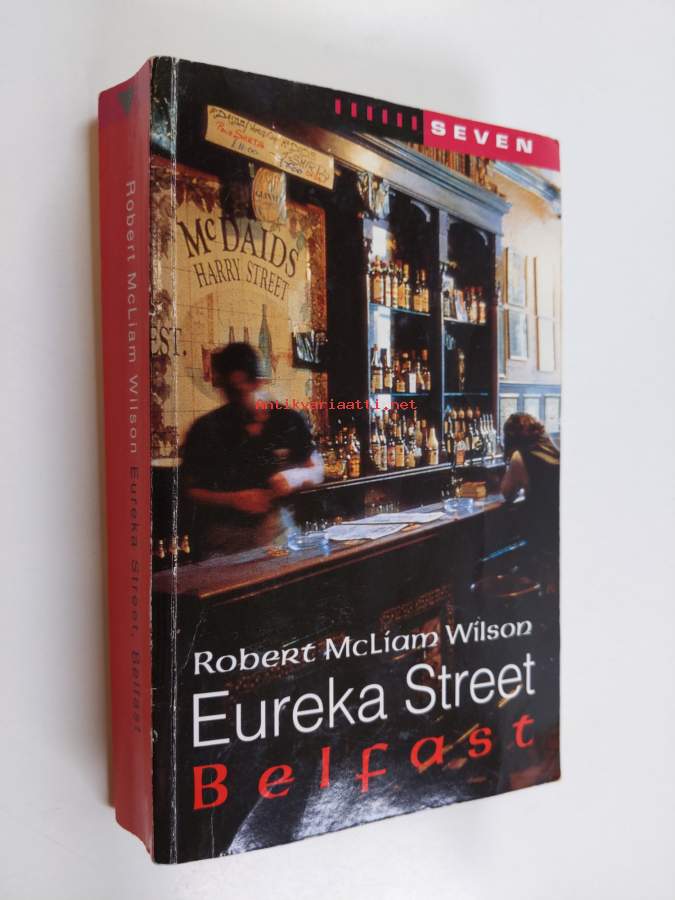 SEVEN
McDAIDS
HARRY STREET
EST.
Antikvariaatti.net
Robert McLiam Wilson
Eureka Street
Belfast
Robert McLiam Wilson Eureka Street, Belfast